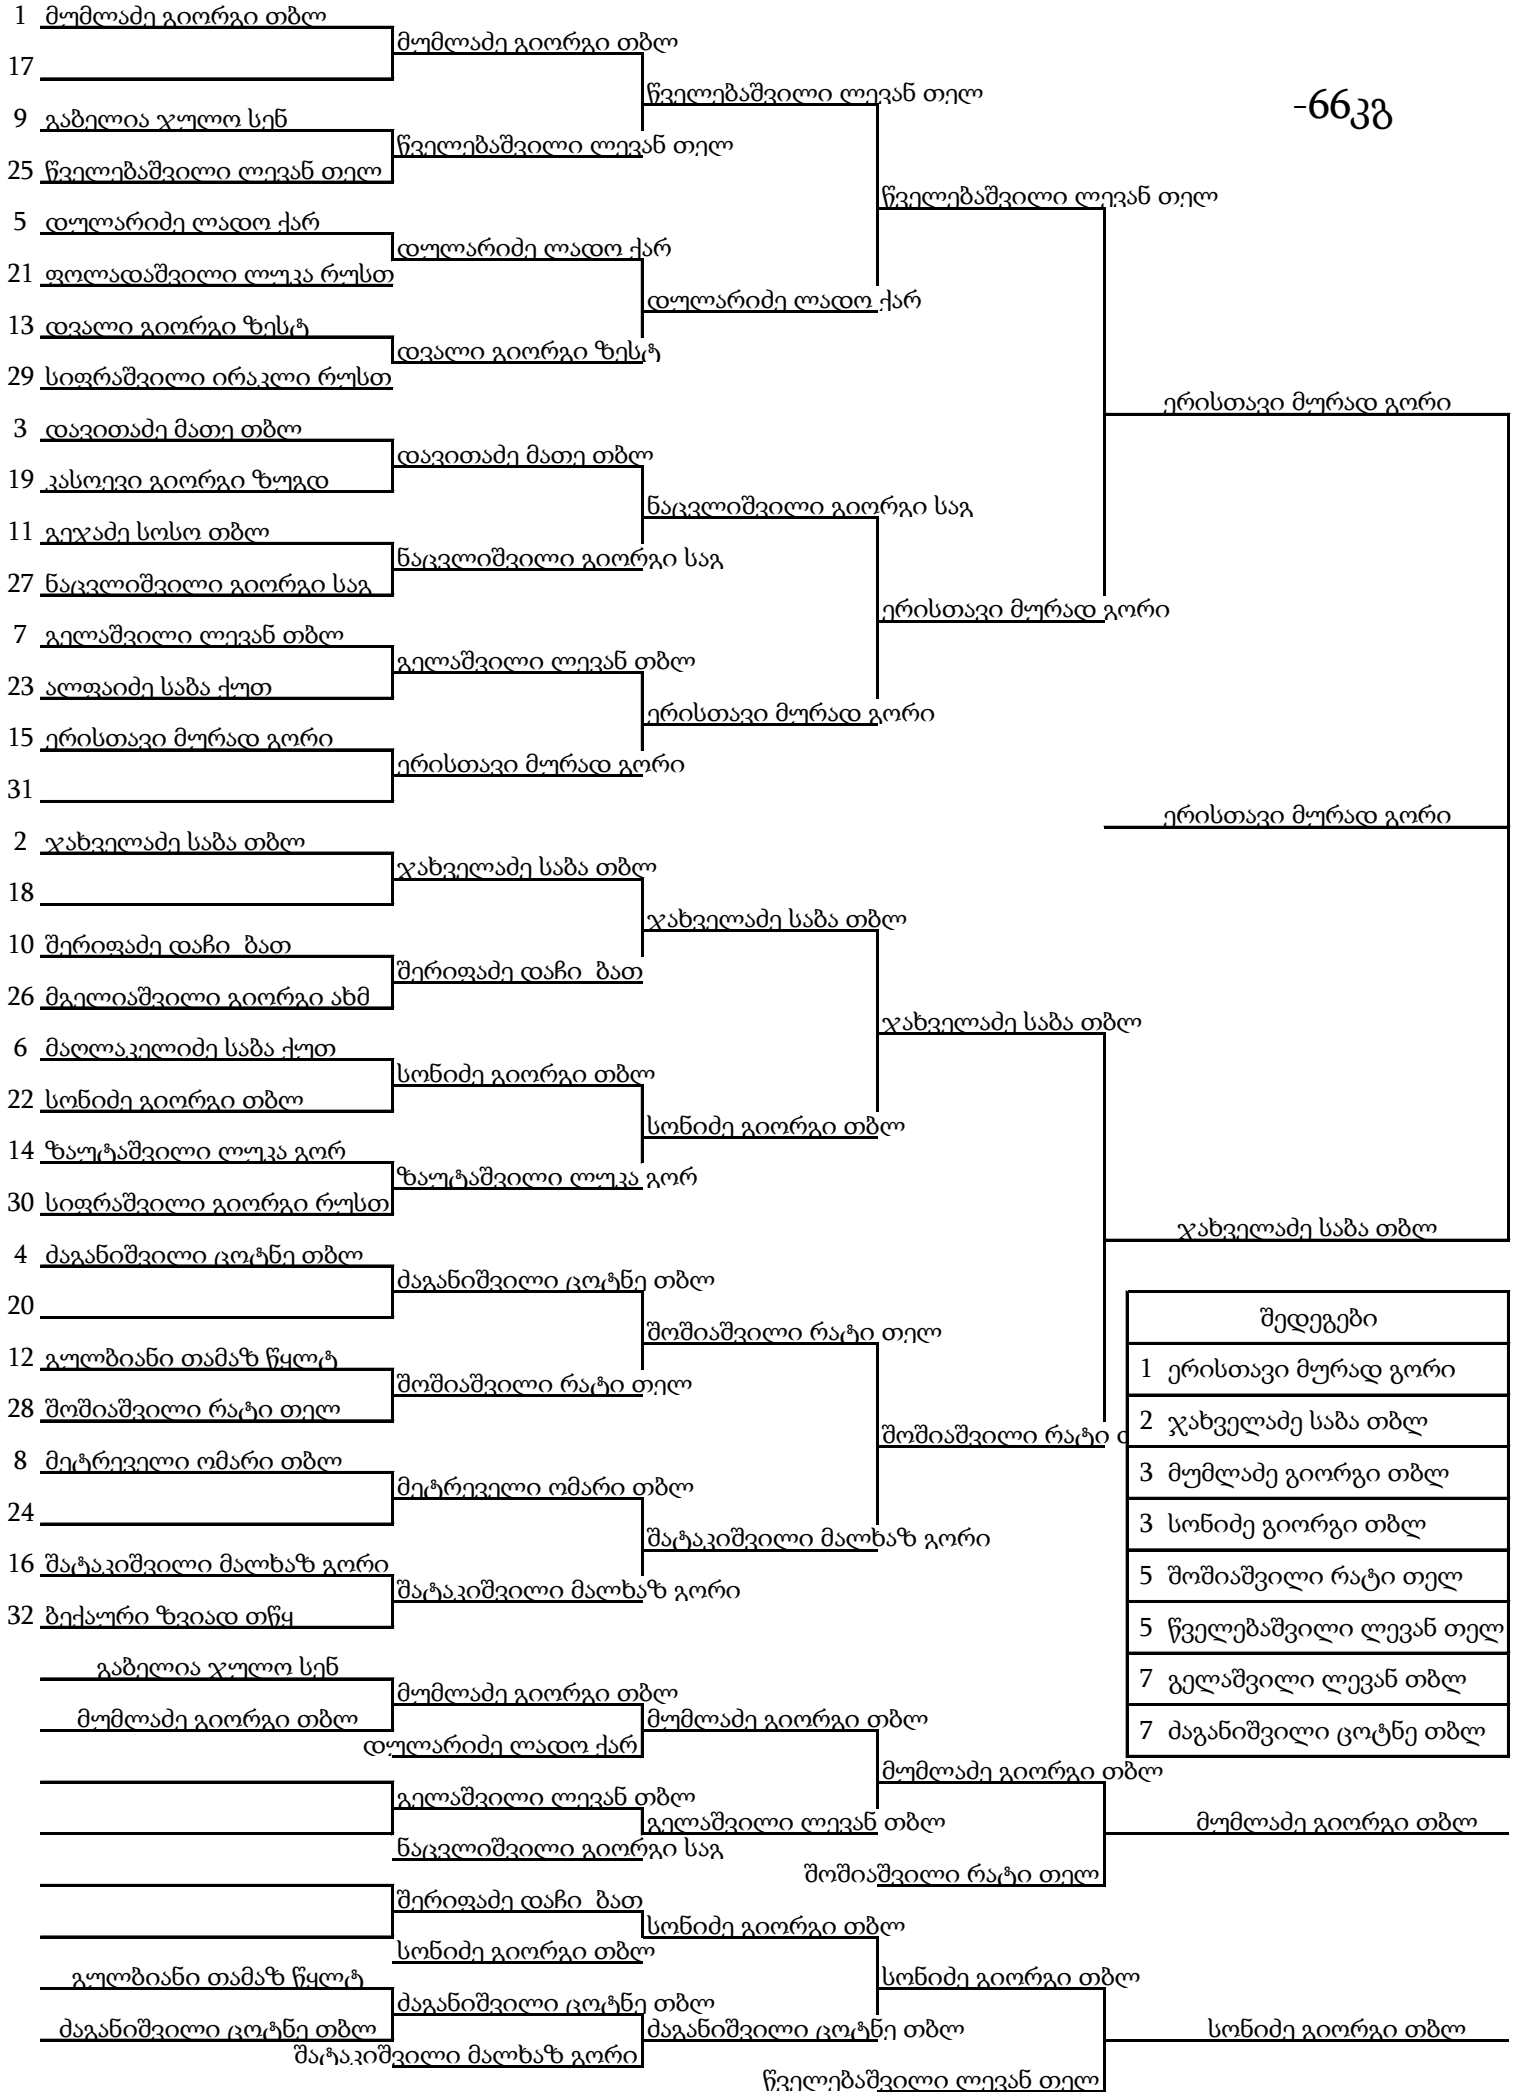 1 მუმლაძე გიორგი თბლ
მუმლაძე გიორგი თბლ
17
წველებაშვილი ლევან თელ
-66კგ
9 გაბელია ჯულო სენ
წველებაშვილი ლევან თელ
25 წველებაშვილი ლევან თელ
წველებაშვილი ლევან თელ
5 დულარიძე ლადო ქარ
დულარიძე ლადო ქარ
21 ფოლადაშვილი ლუკა რუსთ
დულარიძე ლადო ქარ
13 დვალი გიორგი ზესტ
დვალი გიორგი ზესტ
29 სიფრაშვილი ირაკლი რუსთ
ერისთავი მურად გორი
3 დავითაძე მათე თბლ
დავითაძე მათე თბლ
19 კასოევი გიორგი ზუგდ
ნაცვლიშვილი გიორგი საგ
11 გეჯაძე სოსო თბლ
ნაცვლიშვილი გიორგი საგ
27 ნაცვლიშვილი გიორგი საგ
ერისთავი მურად გორი
7 გელაშვილი ლევან თბლ
გელაშვილი ლევან თბლ
23 ალფაიძე საბა ქუთ
ერისთავი მურად გორი
15 ერისთავი მურად გორი
ერისთავი მურად გორი
31
ერისთავი მურად გორი
2 ჯახველაძე საბა თბლ
ჯახველაძე საბა თბლ
18
ჯახველაძე საბა თბლ
10 შერიფაძე დაჩი ბათ
შერიფაძე დაჩი ბათ
26 მგელიაშვილი გიორგი ახმ
ჯახველაძე საბა თბლ
6 მაღლაკელიძე საბა ქუთ
სონიძე გიორგი თბლ
22 სონიძე გიორგი თბლ
სონიძე გიორგი თბლ
14 ზაუტაშვილი ლუკა გორ
ზაუტაშვილი ლუკა გორ
30 სიფრაშვილი გიორგი რუსთ
ჯახველაძე საბა თბლ
4 ძაგანიშვილი ცოტნე თბლ
ძაგანიშვილი ცოტნე თბლ
20
შოშიაშვილი რატი თელ
12 გულბიანი თამაზ წყლტ
შოშიაშვილი რატი თელ
28 შოშიაშვილი რატი თელ
შოშიაშვილი რატი
8 მეტრეველი ომარი თბლ
მეტრეველი ომარი თბლ
24
შატაკიშვილი მალხაზ გორი
16 შატაკიშვილი მალხაზ გორი
შატაკიშვილი მალხაზ გორი
32 ბექაური ზვიად თწყ
შედეგები
1 ერისთავი მურად გორი
2 ჯახველაძე საბა თბლ
3 მუმლაძე გიორგი თბლ
3 სონიძე გიორგი თბლ
5 შოშიაშვილი რატი თელ
5 წველებაშვილი ლევან თელ
7 გელაშვილი ლევან თბლ
7 ძაგანიშვილი ცოტნე თბლ
გაბელია ჯულო სენ
მუმლაძე გიორგი თბლ
მუმლაძე გიორგი თბლ
მუმლაძე გიორგი თბლ
დულარიძე ლადო ქარ
მუმლაძე გიორგი თბლ
გელაშვილი ლევან თბლ
გელაშვილი ლევან თბლ
მუმლაძე გიორგი თბლ
ნაცვლიშვილი გიორგი საგ
შოშიაშვილი რატი თელ
შერიფაძე დაჩი ბათ
სონიძე გიორგი თბლ
სონიძე გიორგი თბლ
გულბიანი თამაზ წყლტ
სონიძე გიორგი თბლ
ძაგანიშვილი ცოტნე თბლ
ძაგანიშვილი ცოტნე თბლ
ძაგანიშვილი ცოტნე თბლ
სონიძე გიორგი თბლ
შატაკიშვილი მალხაზ გორი
წველებაშვილი ლევან თელ